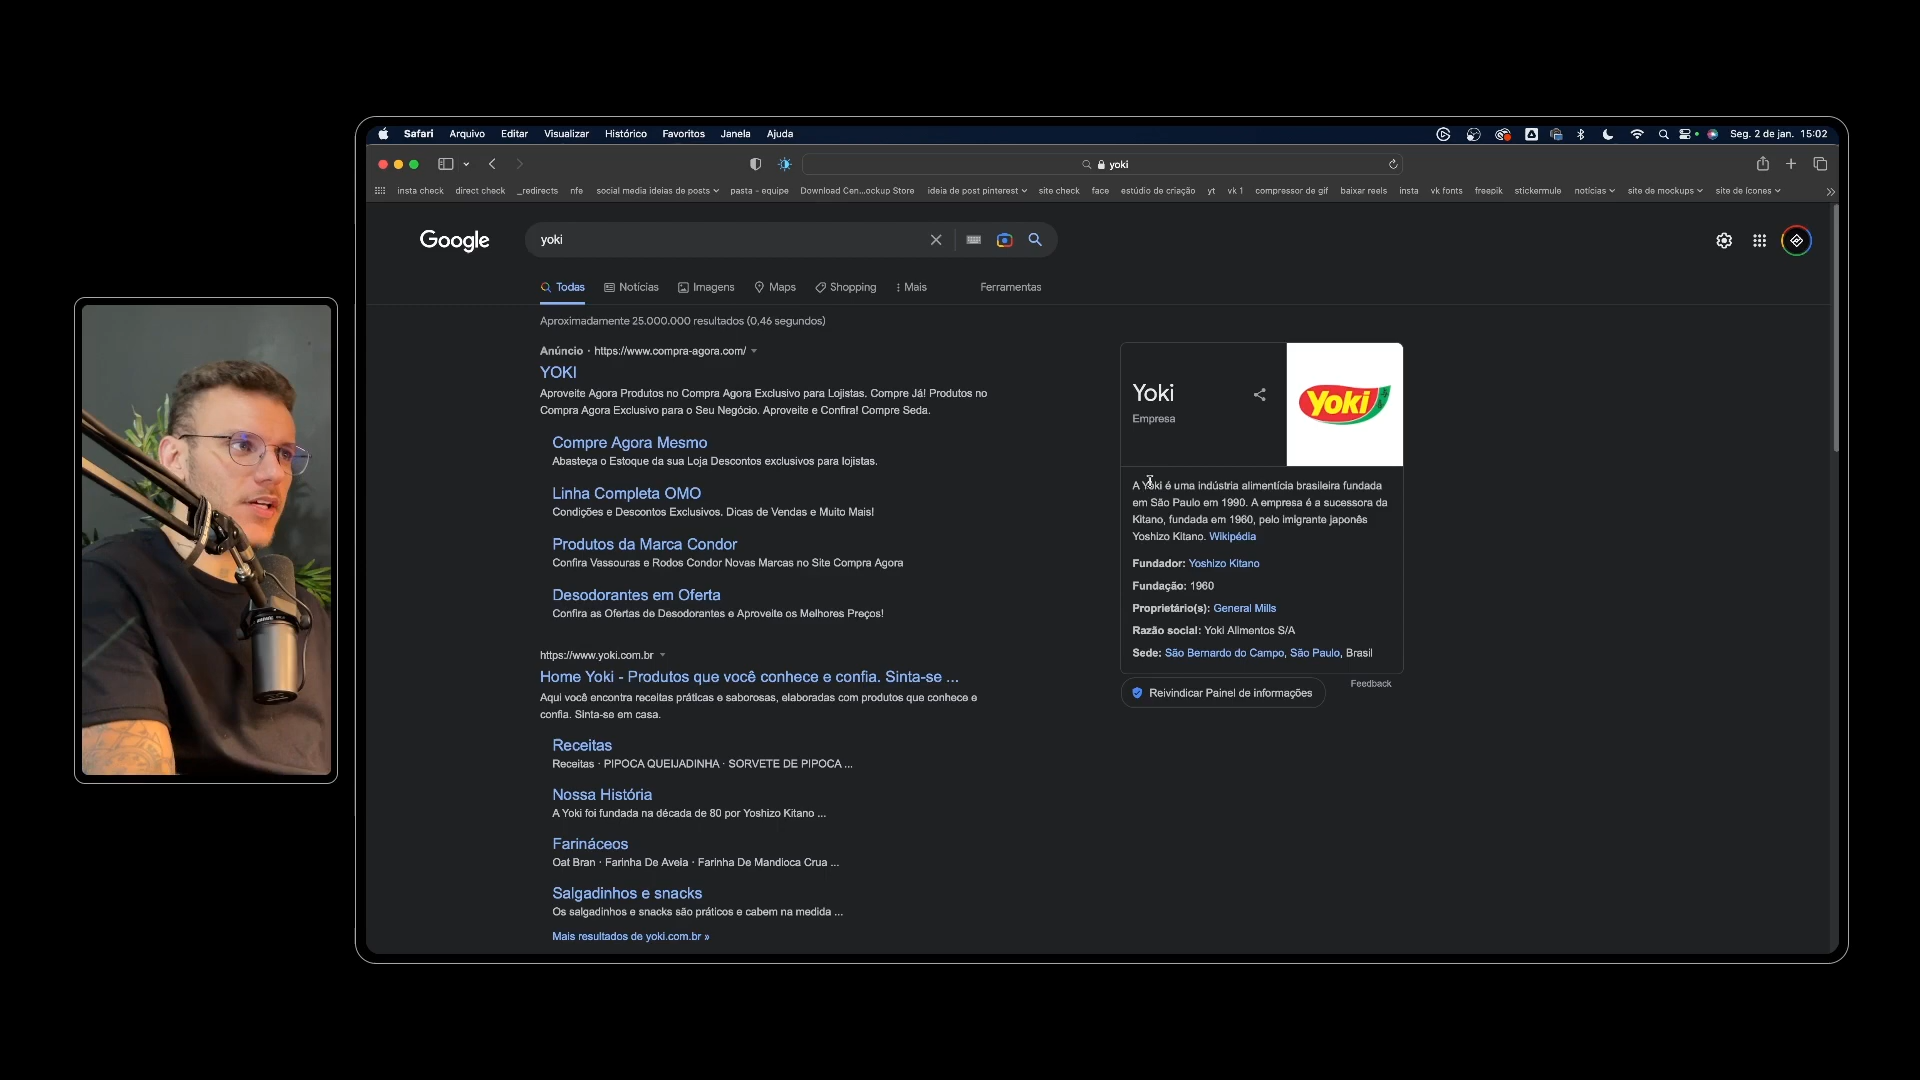 Safari Arquivo Editar Visualizar Histórico Favoritos Janela Ajuda
Seg. 2 de jan. 15:02
yoki
insta check direct check _redirects nfe social media ideias de posts pasta - equipe Download Cen...ockup Store ideia de post pinterest site check face estúdio de criação yt vk 1 compressor de gif baixar reels insta vk fonts freepik stickermule notícias site de mockups site de ícones
Google
yoki
Todas Notícias Imagens Maps Shopping Mais Ferramentas
Aproximadamente 25.000.000 resultados (0,46 segundos)
Anúncio · https://www.compra-agora.com/
YOKI
Aproveite Agora Produtos no Compra Agora Exclusivo para Lojistas. Compre Já! Produtos no
Compra Agora Exclusivo para o Seu Negócio. Aproveite e Confira! Compre Seda.
Compre Agora Mesmo
Abasteça o Estoque da sua Loja Descontos exclusivos para lojistas.
Linha Completa OMO
Condições e Descontos Exclusivos. Dicas de Vendas e Muito Mais!
Produtos da Marca Condor
Confira Vassouras e Rodos Condor Novas Marcas no Site Compra Agora
Desodorantes em Oferta
Confira as Ofertas de Desodorantes e Aproveite os Melhores Preços!
https://www.yoki.com.br
Home Yoki - Produtos que você conhece e confia. Sinta-se ...
Aqui você encontra receitas práticas e saborosas, elaboradas com produtos que conhece e
confia. Sinta-se em casa.
Receitas
Receitas · PIPOCA QUEIJADINHA · SORVETE DE PIPOCA ...
Nossa História
A Yoki foi fundada na década de 80 por Yoshizo Kitano ...
Farináceos
Oat Bran · Farinha De Aveia · Farinha De Mandioca Crua ...
Salgadinhos e snacks
Os salgadinhos e snacks são práticos e cabem na medida ...
Mais resultados de yoki.com.br »
Yoki
Empresa
Yoki
A Yoki é uma indústria alimentícia brasileira fundada
em São Paulo em 1990. A empresa é a sucessora da
Kitano, fundada em 1960, pelo imigrante japonês
Yoshizo Kitano. Wikipédia
Fundador: Yoshizo Kitano
Fundação: 1960
Proprietário(s): General Mills
Razão social: Yoki Alimentos S/A
Sede: São Bernardo do Campo, São Paulo, Brasil
Feedback
Reivindicar Painel de informações